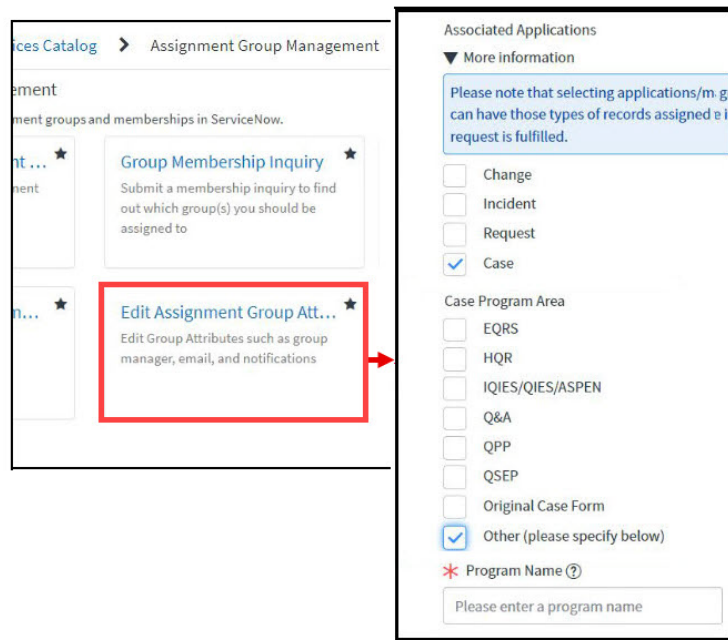 ices Catalog > Assignment Group Management
ement
ment groups and memberships in ServiceNow.
nt ...
nent
Group Membership Inquiry
Submit a membership inquiry to find
out which group(s) you should be
assigned to
n...
Edit Assignment Group Att...
Edit Group Attributes such as group
manager, email, and notifications
Associated Applications
▼ More information
Please note that selecting applications/m g
can have those types of records assigned e i
request is fulfilled.
Change
Incident
Request
Case
Case Program Area
EQRS
HQR
IQIES/QIES/ASPEN
Q&A
QPP
QSEP
Original Case Form
Other (please specify below)
* Program Name ?
Please enter a program name